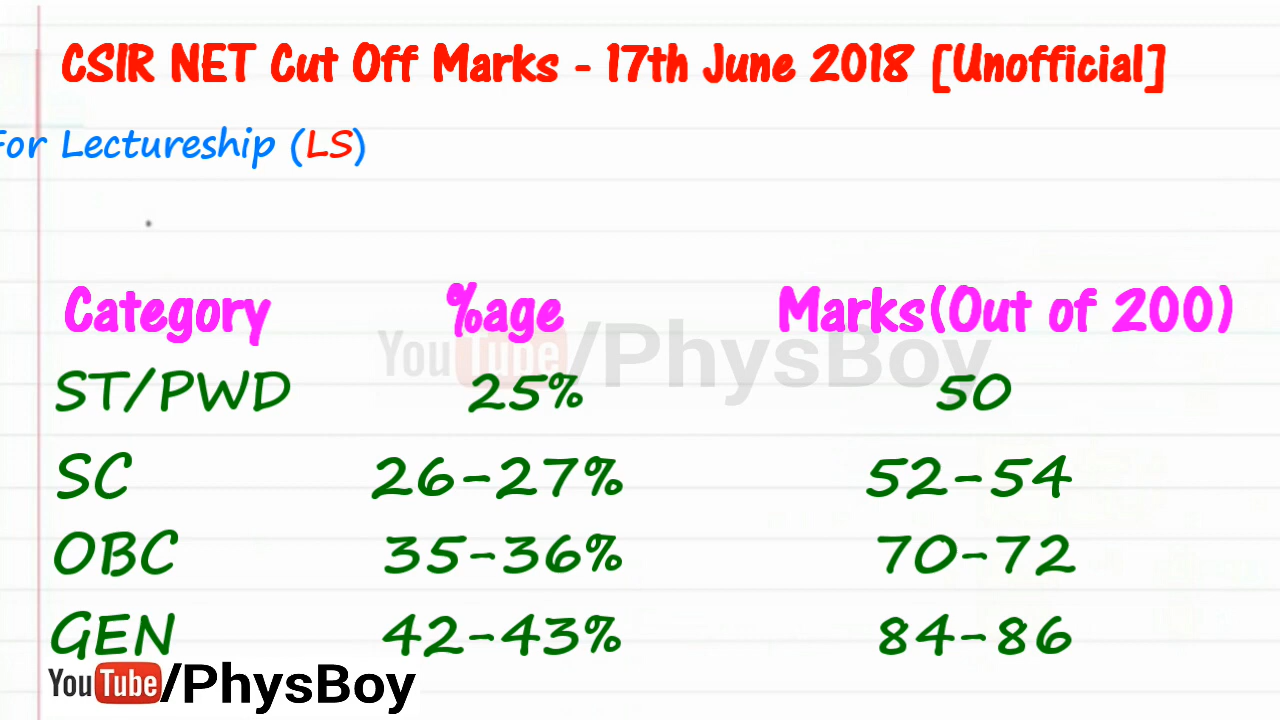 CSIR NET Cut Off Marks - 17th June 2018 [Unofficial]
For Lectureship (LS)
Category %age Marks(Out of 200)
YouTube/PhysBoy
ST/PWD 25% 50
SC 26-27% 52-54
OBC 35-36% 70-72
GEN 42-43% 84-86
YouTube/PhysBoy